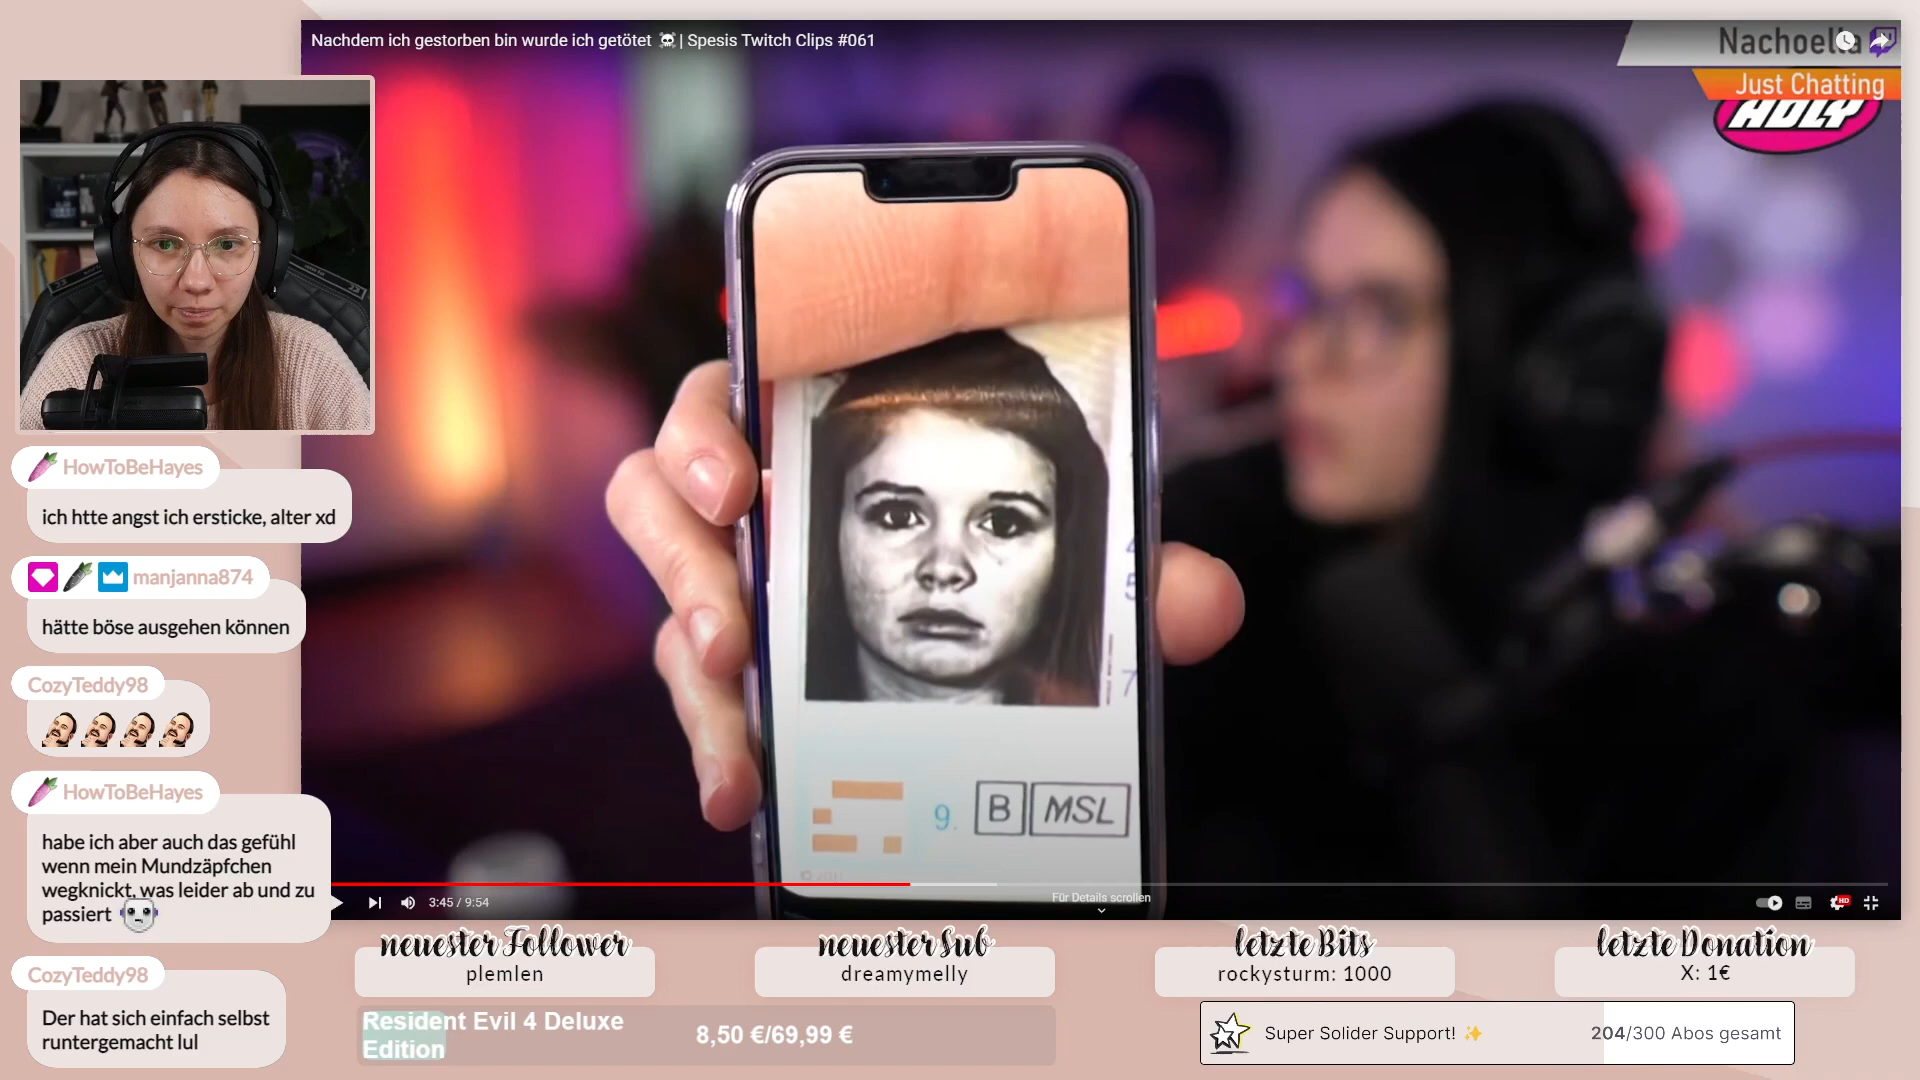 Nachdem ich gestorben bin wurde ich getötet ☠️ | Spesis Twitch Clips #061
Nachoella
Just Chatting
HOLY
HowToBeHayes
ich htte angst ich ersticke, alter xd
manjanna874
hätte böse ausgehen können
CozyTeddy98
HowToBeHayes
habe ich aber auch das gefühl
wenn mein Mundzäpfchen
wegknickt, was leider ab und zu
passiert
CozyTeddy98
Der hat sich einfach selbst
runtergemacht lul
5
7
9. B MSL
Für Details scrollen
3:45 / 9:54
HD
neuester Follower
plemlen
neuester Sub
dreamymelly
letzte Bits
rockysturm: 1000
letzte Donation
X: 1€
Resident Evil 4 Deluxe
Edition
8,50 €/69,99 €
Super Solider Support! ✨
204/300 Abos gesamt